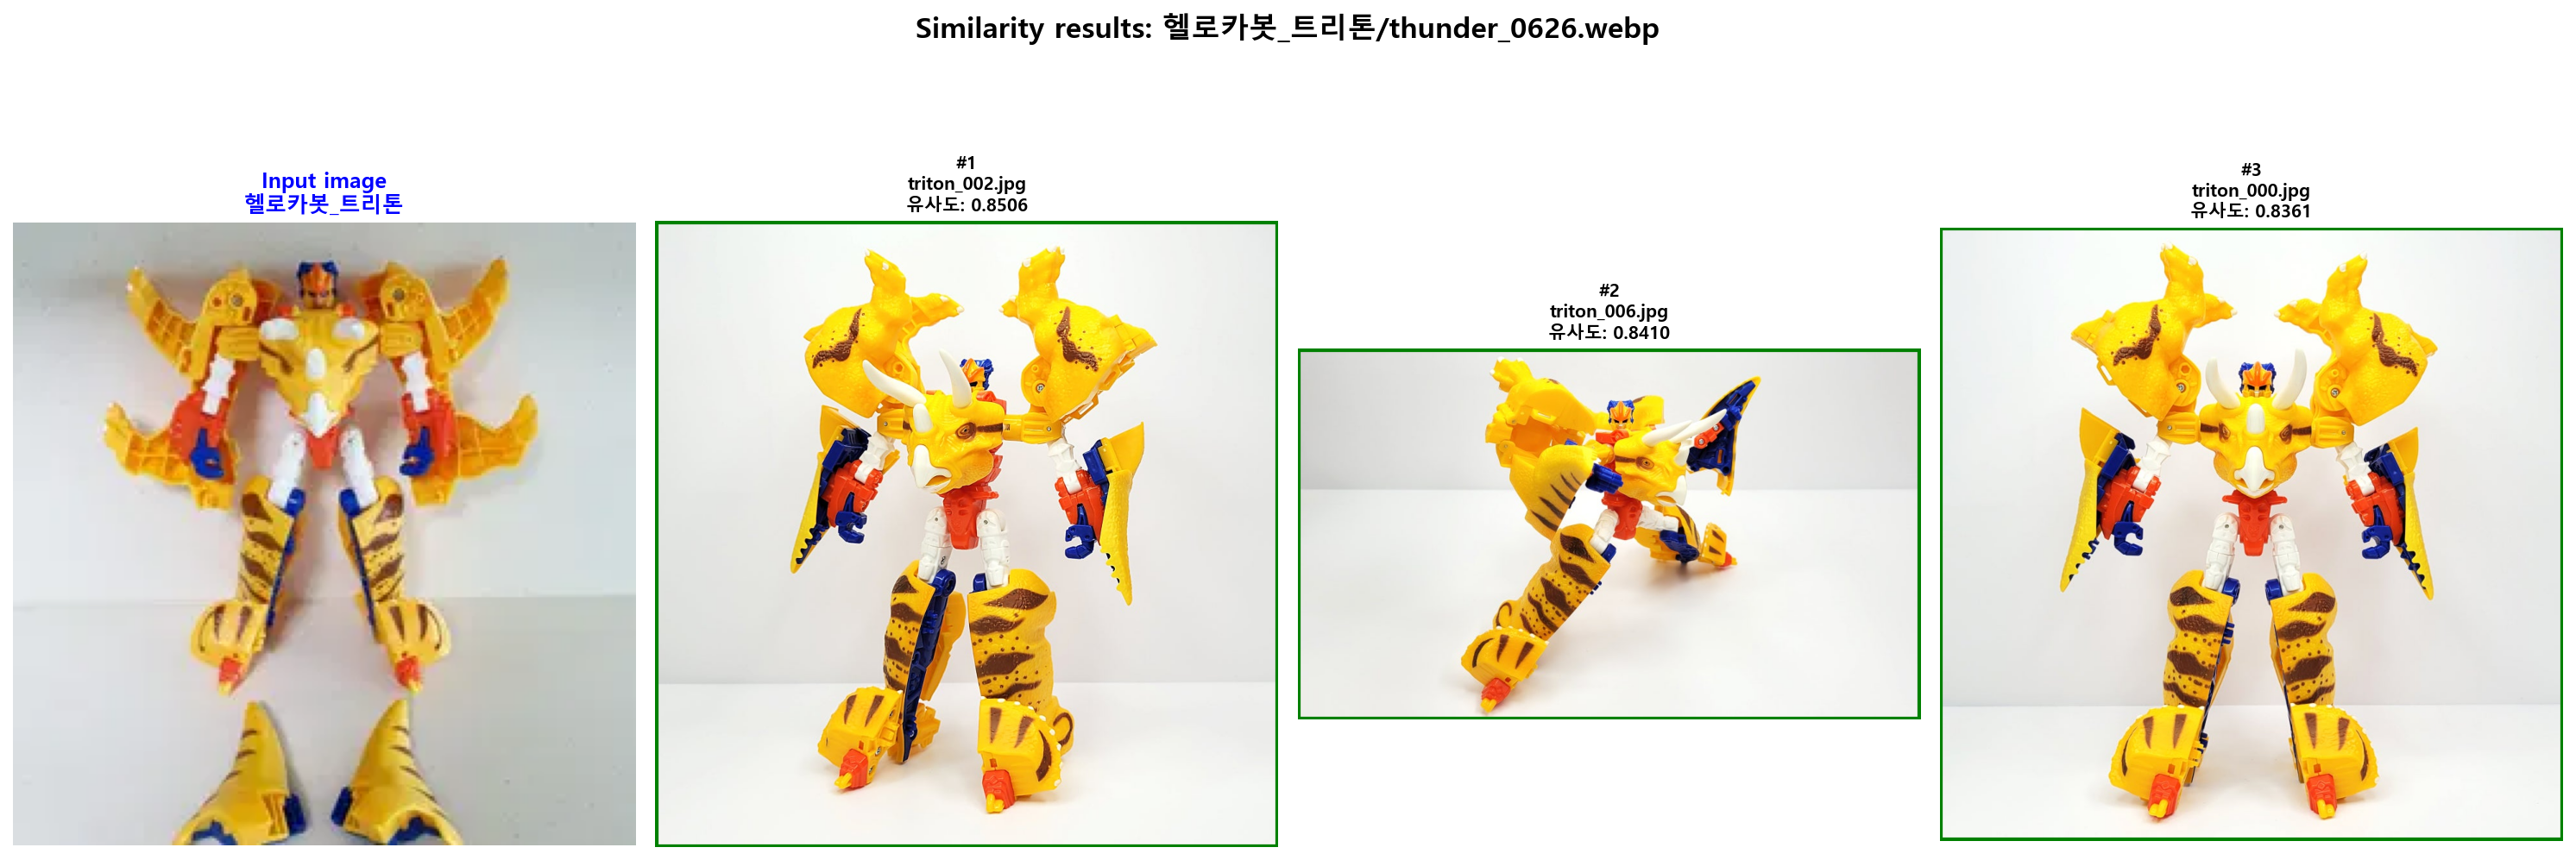 Similarity results: 헬로카봇_트리톤/thunder_0626.webp
Input image
헬로카봇_트리톤
#1
triton_002.jpg
유사도: 0.8506
#2
triton_006.jpg
유사도: 0.8410
#3
triton_000.jpg
유사도: 0.8361